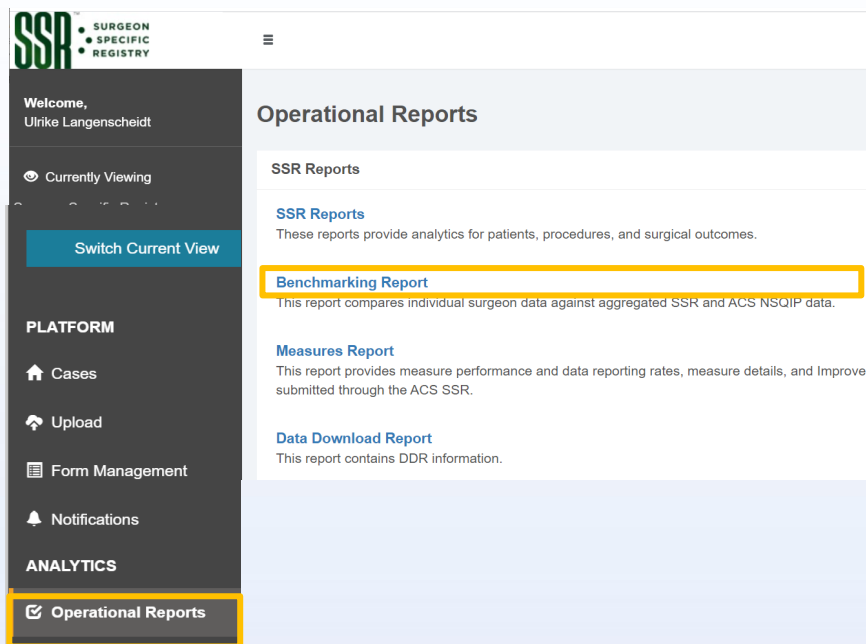 SSR
SURGEON
SPECIFIC
REGISTRY
Welcome,
Ulrike Langenscheidt
Currently Viewing
Switch Current View
PLATFORM
Cases
Upload
Form Management
Notifications
ANALYTICS
Operational Reports
Operational Reports
SSR Reports
SSR Reports
These reports provide analytics for patients, procedures, and surgical outcomes.
Benchmarking Report
This report compares individual surgeon data against aggregated SSR and ACS NSQIP data.
Measures Report
This report provides measure performance and data reporting rates, measure details, and Improve
submitted through the ACS SSR.
Data Download Report
This report contains DDR information.